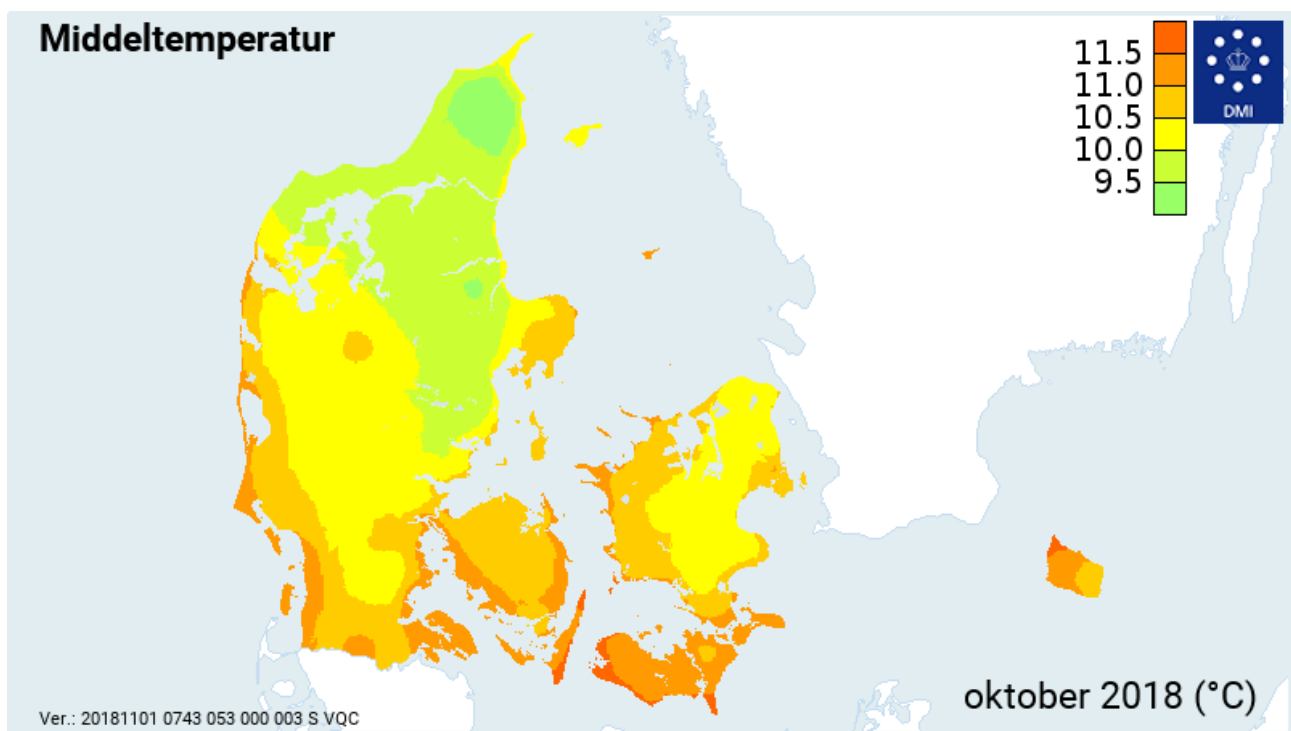 Middeltemperatur
11.5
11.0
10.5
10.0
9.5
DMI
oktober 2018 (°C)
Ver.: 20181101 0743 053 000 003 S VQC